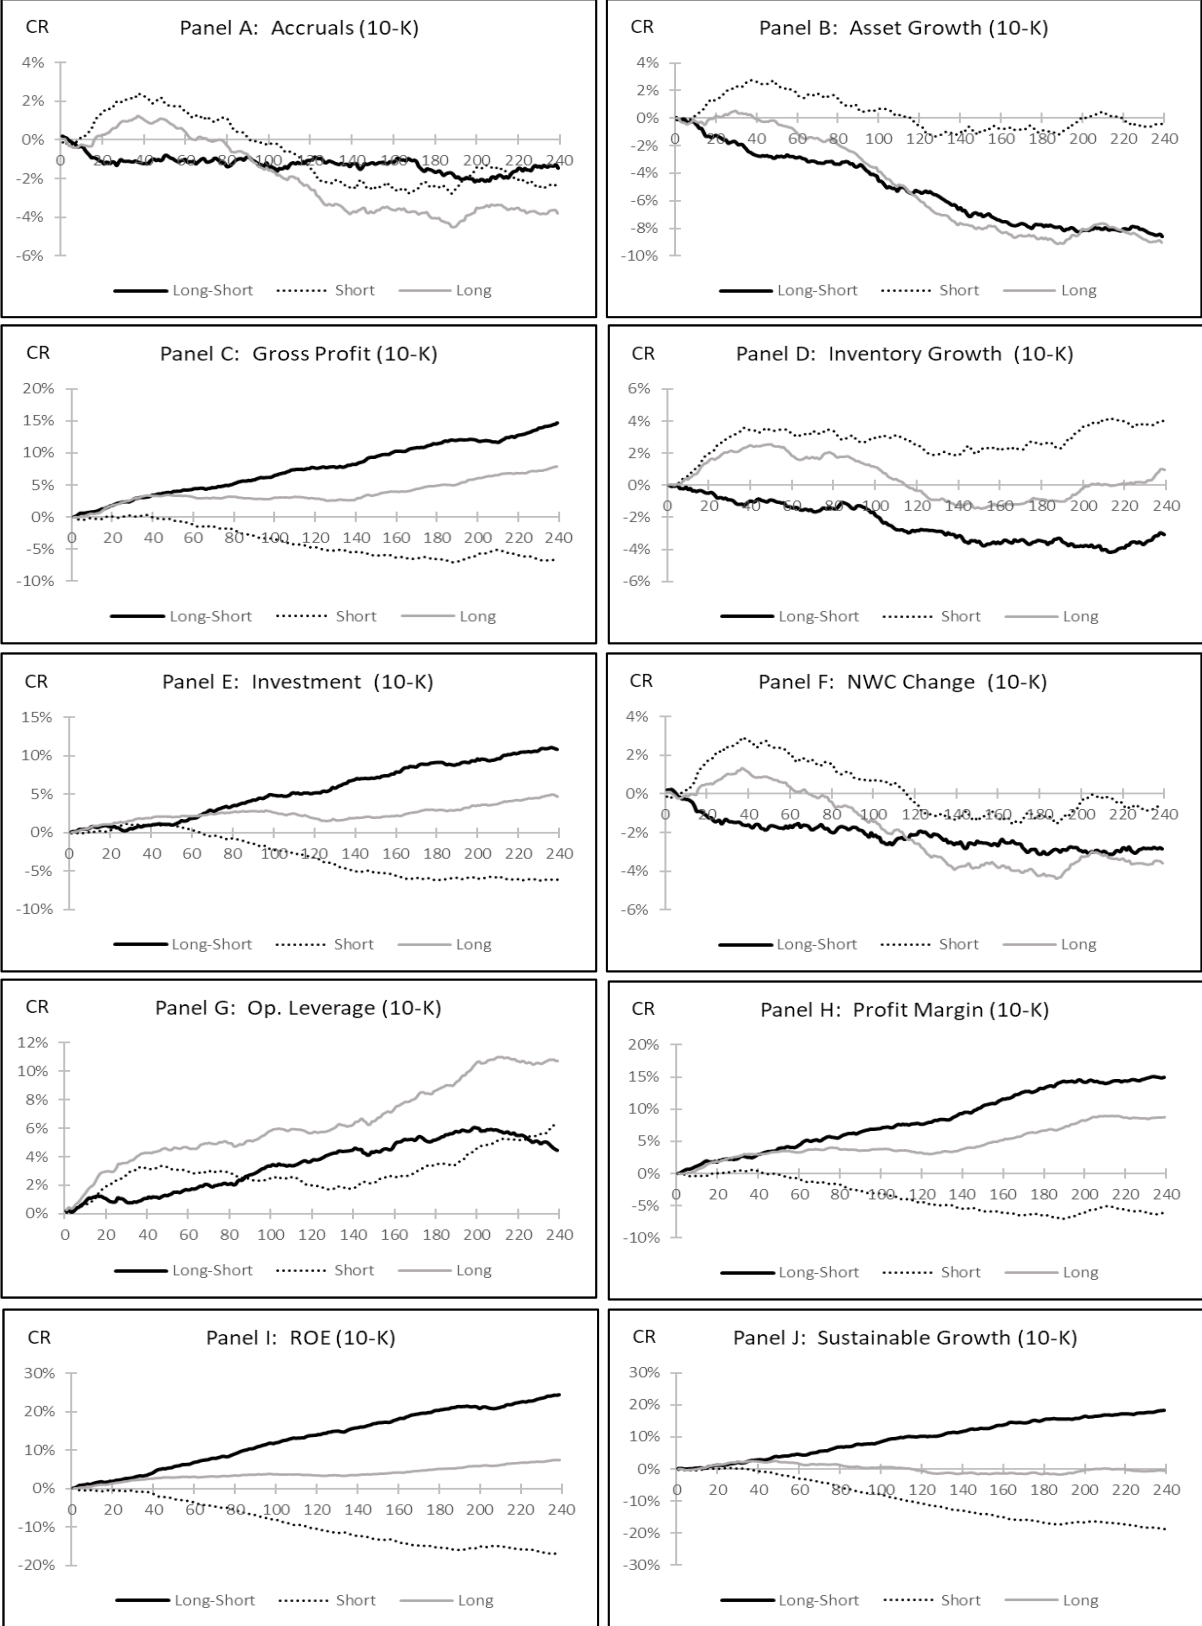 CR Panel A: Accruals (10-K)
4%
2%
0%
-2%
-4%
-6%
0 20 40 60 80 100 120 140 160 180 200 220 240
Long-Short Short Long
CR Panel B: Asset Growth (10-K)
4%
2%
0%
-2%
-4%
-6%
-8%
-10%
0 20 40 60 80 100 120 140 160 180 200 220 240
Long-Short Short Long
CR Panel C: Gross Profit (10-K)
20%
15%
10%
5%
0%
-5%
-10%
0 20 40 60 80 100 120 140 160 180 200 220 240
Long-Short Short Long
CR Panel D: Inventory Growth (10-K)
6%
4%
2%
0%
-2%
-4%
-6%
0 20 40 60 80 100 120 140 160 180 200 220 240
Long-Short Short Long
CR Panel E: Investment (10-K)
15%
10%
5%
0%
-5%
-10%
0 20 40 60 80 100 120 140 160 180 200 220 240
Long-Short Short Long
CR Panel F: NWC Change (10-K)
4%
2%
0%
-2%
-4%
-6%
0 20 40 60 80 100 120 140 160 180 200 220 240
Long-Short Short Long
CR Panel G: Op. Leverage (10-K)
12%
10%
8%
6%
4%
2%
0%
0 20 40 60 80 100 120 140 160 180 200 220 240
Long-Short Short Long
CR Panel H: Profit Margin (10-K)
20%
15%
10%
5%
0%
-5%
-10%
0 20 40 60 80 100 120 140 160 180 200 220 240
Long-Short Short Long
CR Panel I: ROE (10-K)
30%
20%
10%
0%
-10%
-20%
0 20 40 60 80 100 120 140 160 180 200 220 240
Long-Short Short Long
CR Panel J: Sustainable Growth (10-K)
30%
20%
10%
0%
-10%
-20%
-30%
0 20 40 60 80 100 120 140 160 180 200 220 240
Long-Short Short Long